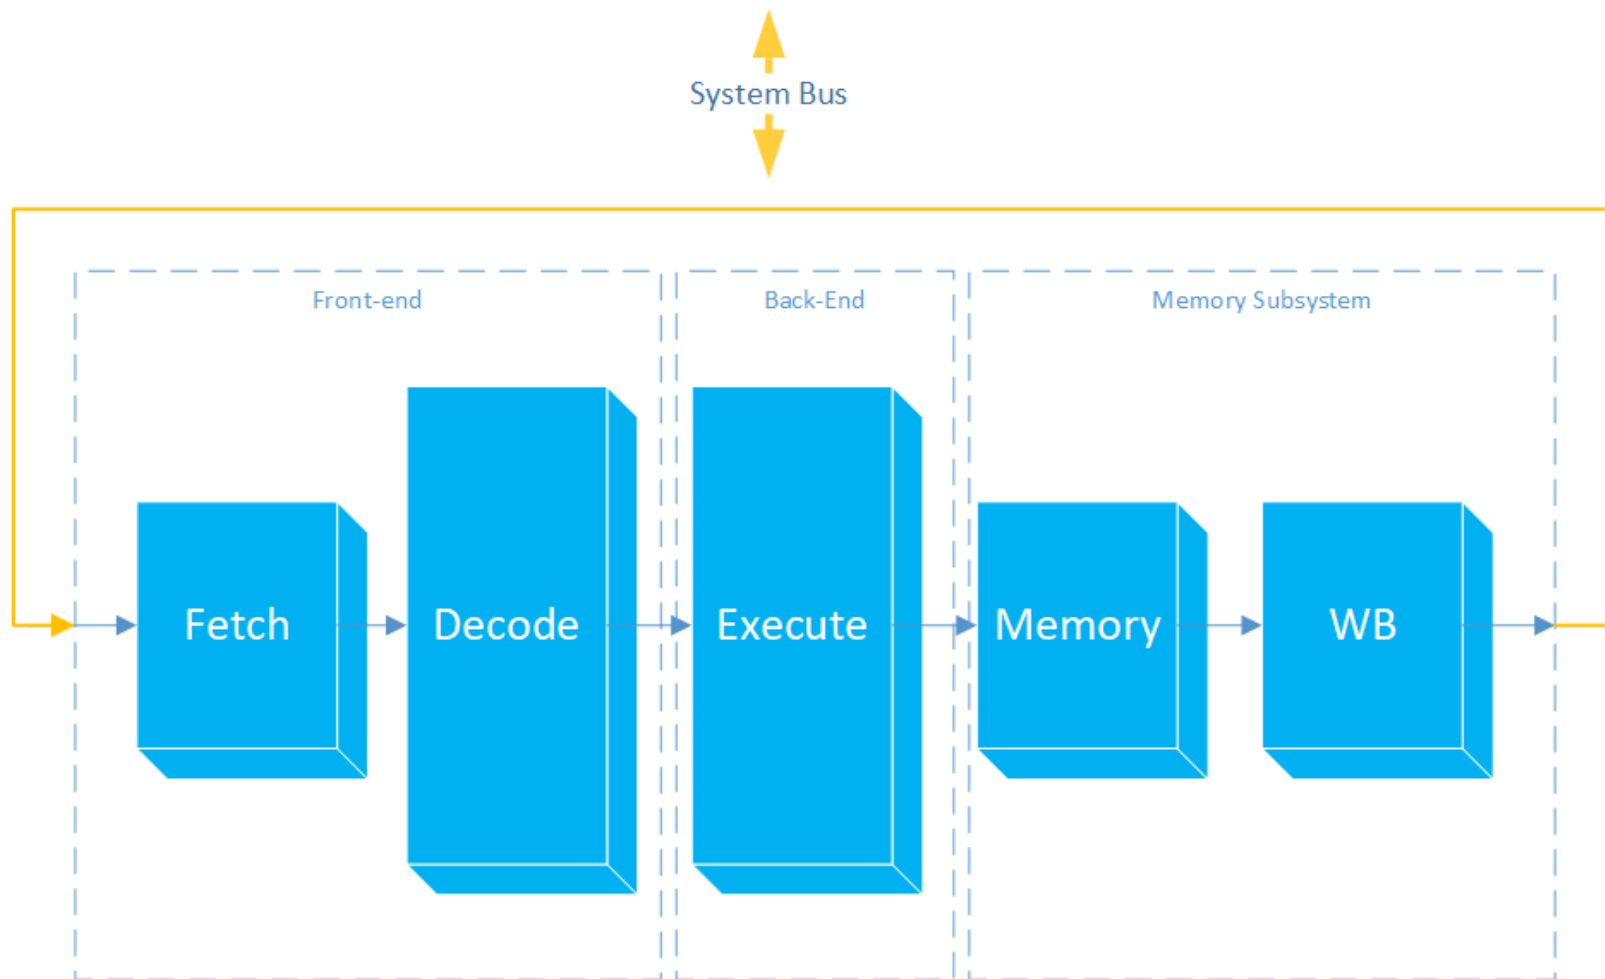 System Bus
Front-end
Back-End
Memory Subsystem
Fetch
Decode
Execute
Memory
WB